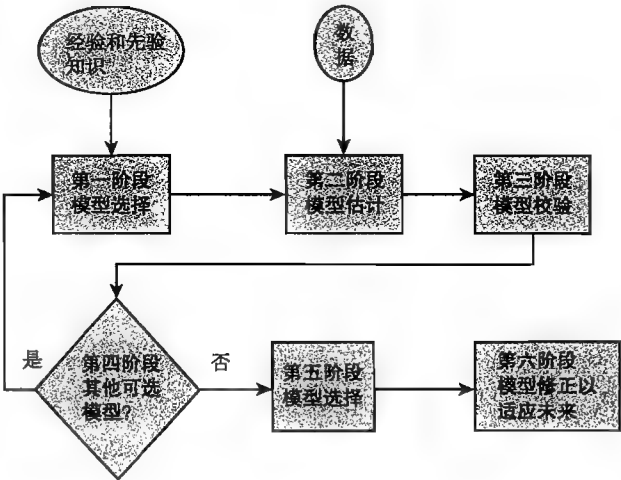 经验和先验
知识
数
据
第一阶段
模型选择
第二阶段
模型估计
第三阶段
模型校验
是
第四阶段
其他可选
模型?
否
第五阶段
模型选择
第六阶段
模型修正以
适应未来